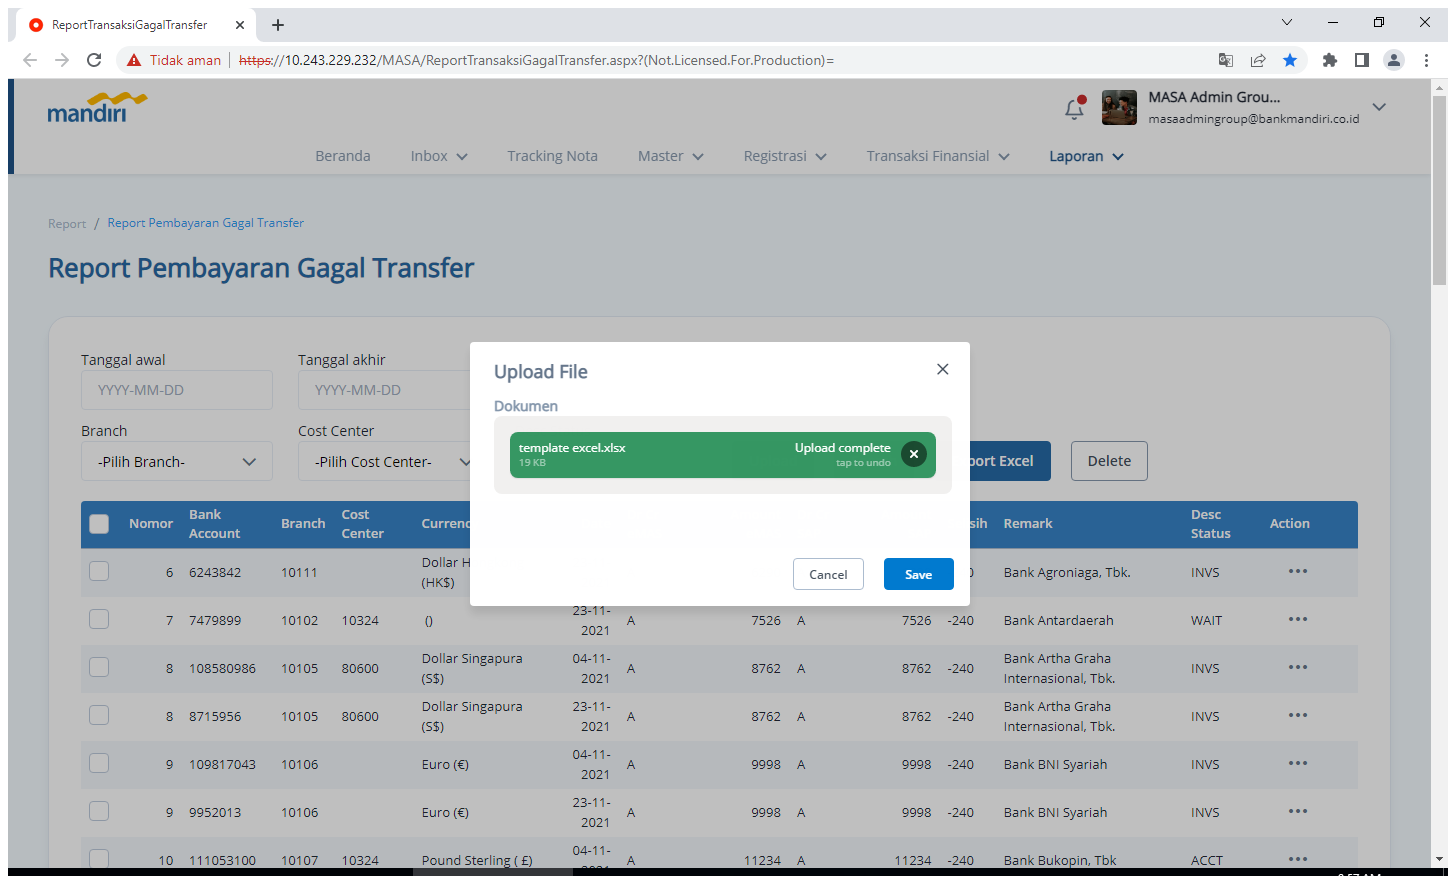 ReportTransaksiGagalTransfer
Tidak aman
https://10.243.229.232/MASA/ReportTransaksiGagalTransfer.aspx?(Not.Licensed.For.Production)=
mandiri
MASA Admin Grou...
masaadmingroup@bankmandiri.co.id
Beranda Inbox Tracking Nota Master Registrasi Transaksi Finansial Laporan
Report / Report Pembayaran Gagal Transfer
Report Pembayaran Gagal Transfer
Tanggal awal Tanggal akhir
YYYY-MM-DD YYYY-MM-DD
Branch Cost Center
-Pilih Branch- -Pilih Cost Center- port Excel Delete
Upload File
Dokumen
template excel.xlsx Upload complete
19 KB tap to undo
Cancel Save
Nomor Bank Account Branch Cost Center Currenc sih Remark Desc Status Action
6 6243842 10111 Dollar H (HK$) 0 Bank Agroniaga, Tbk. INVS
7 7479899 10102 10324 () 23-11-2021 A 7526 A 7526 -240 Bank Antardaerah WAIT
8 108580986 10105 80600 Dollar Singapura (S$) 04-11-2021 A 8762 A 8762 -240 Bank Artha Graha Internasional, Tbk. INVS
8 8715956 10105 80600 Dollar Singapura (S$) 23-11-2021 A 8762 A 8762 -240 Bank Artha Graha Internasional, Tbk. INVS
9 109817043 10106 Euro (€) 04-11-2021 A 9998 A 9998 -240 Bank BNI Syariah INVS
9 9952013 10106 Euro (€) 23-11-2021 A 9998 A 9998 -240 Bank BNI Syariah INVS
10 111053100 10107 10324 Pound Sterling ( £) 04-11- A 11234 A 11234 -240 Bank Bukopin, Tbk ACCT